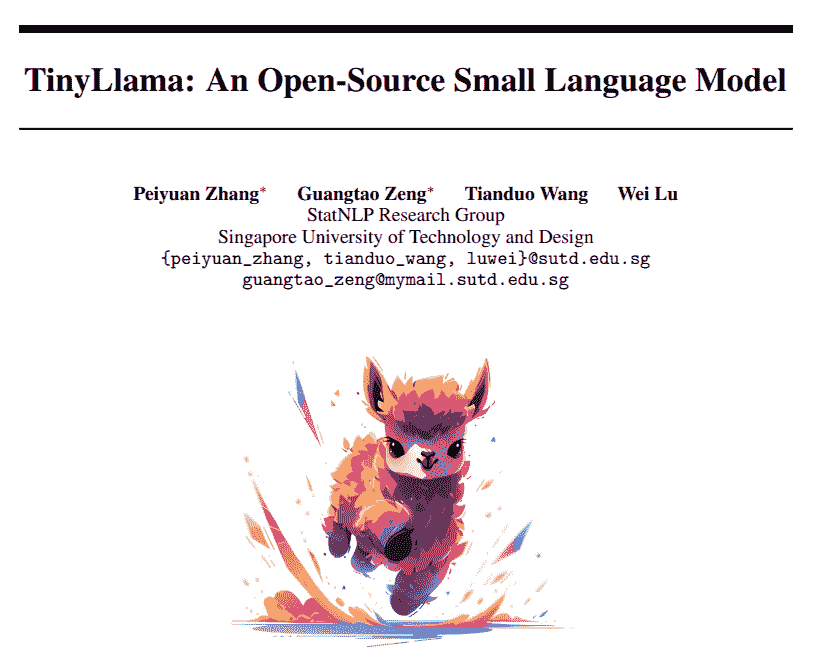 TinyLlama: An Open-Source Small Language Model
Peiyuan Zhang* Guangtao Zeng* Tianduo Wang Wei Lu
StatNLP Research Group
Singapore University of Technology and Design
{peiyuan_zhang, tianduo_wang, luwei}@sutd.edu.sg
guangtao_zeng@mymail.sutd.edu.sg